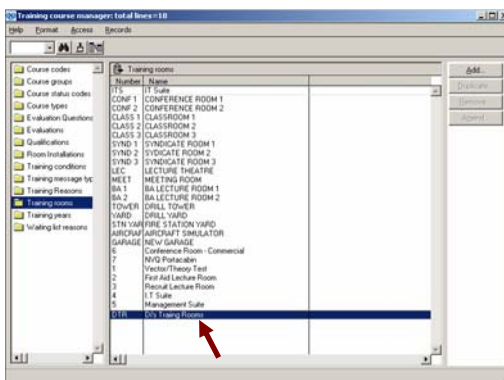 Training course manager: total lines=18
Help Format Access Records
Course codes
Course groups
Course status codes
Course types
Evaluation Questions
Evaluations
Qualifications
Room Installations
Training conditions
Training message typ
Training Reasons
Training rooms
Training years
Waiting list reasons
Training rooms
Number Name
ITS IT Suite
CONF 1 CONFERENCE ROOM 1
CONF 2 CONFERENCE ROOM 2
CLASS 1 CLASSROOM 1
CLASS 2 CLASSROOM 2
CLASS 3 CLASSROOM 3
SYND 1 SYNDICATE ROOM 1
SYND 2 SYDICATE ROOM 2
SYND 3 SYNDICATE ROOM 3
LEC LECTURE THEATRE
MEET MEETING ROOM
BA 1 BA LECTURE ROOM 1
BA 2 BA LECTURE ROOM 2
TOWER DRILL TOWER
YARD DRILL YARD
STN YAR FIRE STATION YARD
AIRCRAF AIRCRAFT SIMULATOR
GARAGE NEW GARAGE
6 Conference Room - Commercial
7 NVQ Portacabin
1 Vector/Theory Test
2 First Aid Lecture Room
3 Recruit Lecture Room
4 I.T Suite
5 Management Suite
DTR Di's Traing Rooms
Add...
Duplicate
Remove
Append